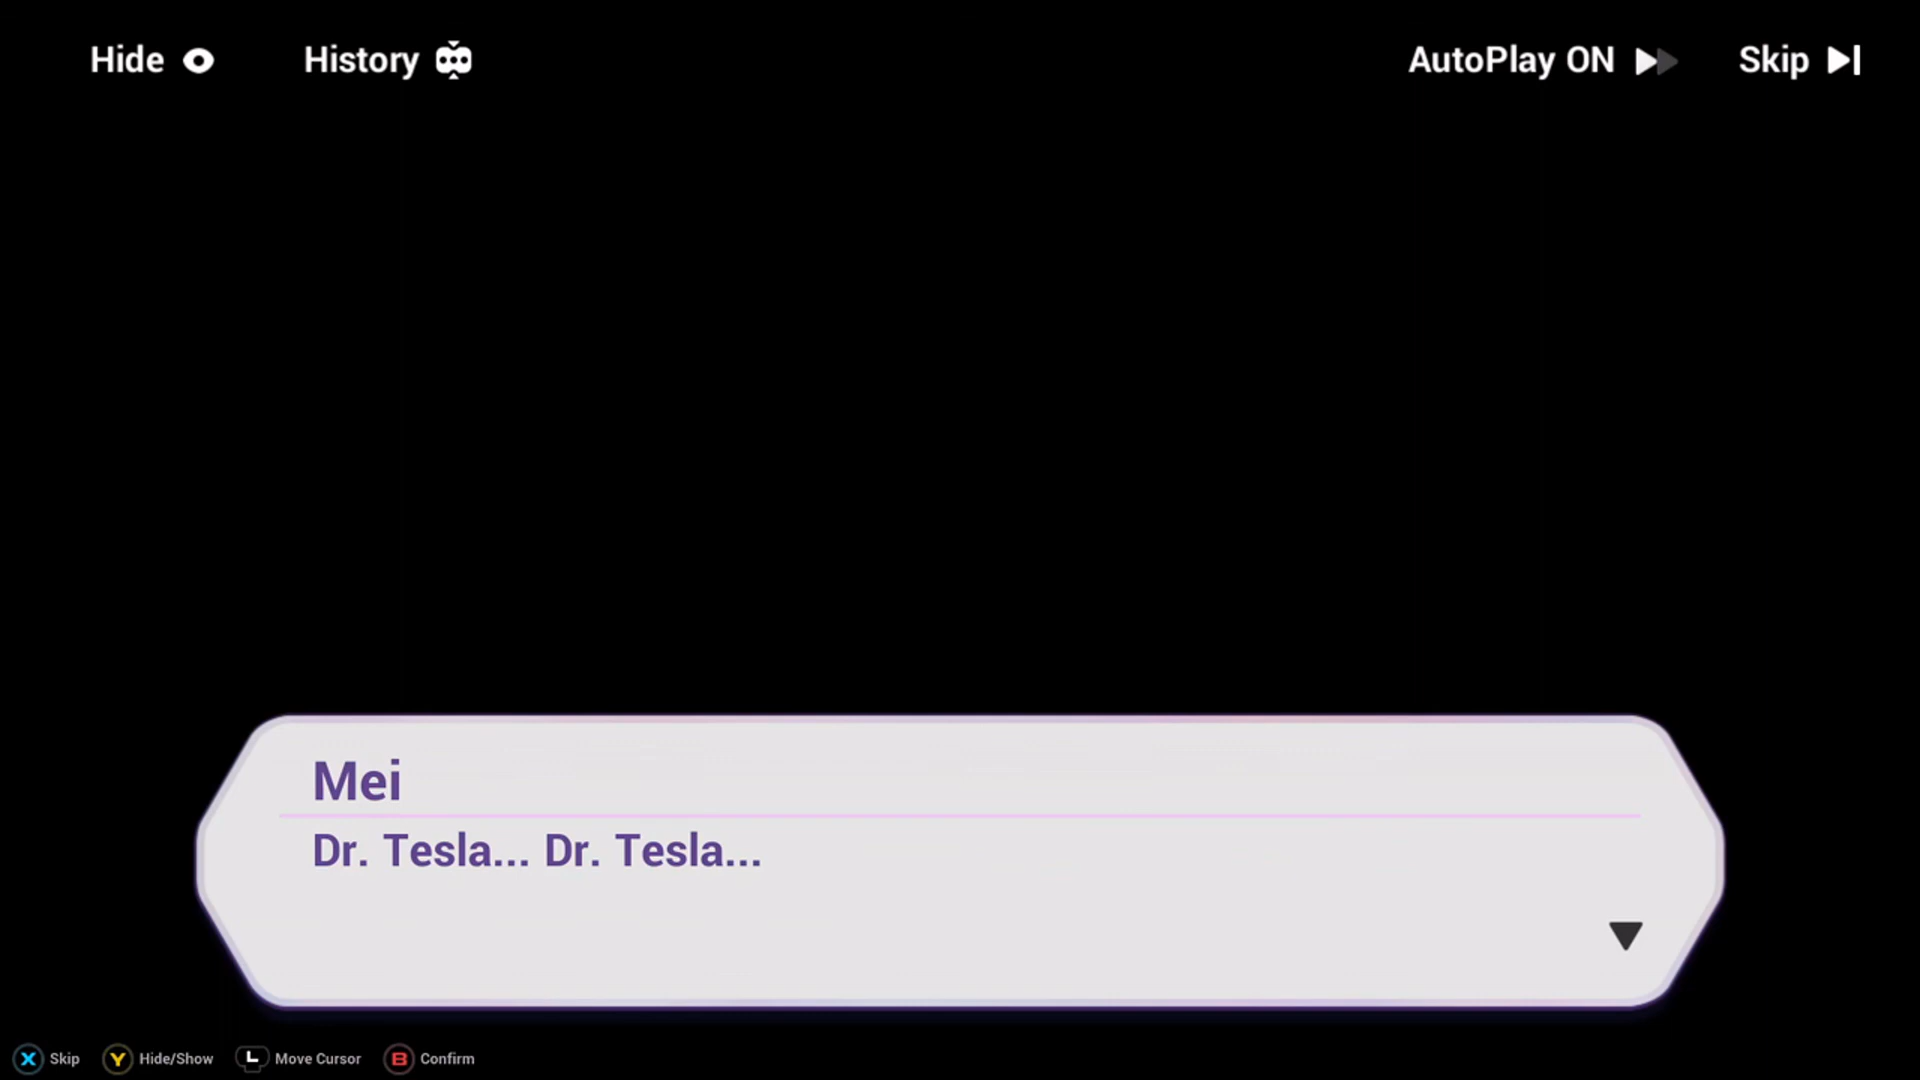 Hide
History
AutoPlay ON
Skip
Mei
Dr. Tesla... Dr. Tesla...
X Skip Y Hide/Show L Move Cursor B Confirm